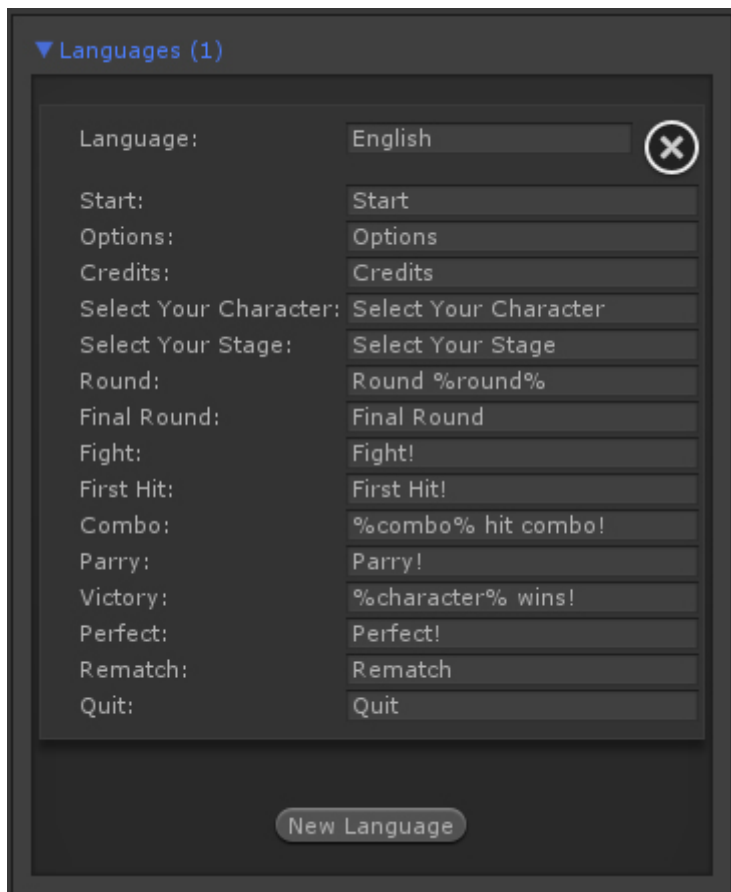 Languages (1)
Language: English
Start: Start
Options: Options
Credits: Credits
Select Your Character: Select Your Character
Select Your Stage: Select Your Stage
Round: Round %round%
Final Round: Final Round
Fight: Fight!
First Hit: First Hit!
Combo: %combo% hit combo!
Parry: Parry!
Victory: %character% wins!
Perfect: Perfect!
Rematch: Rematch
Quit: Quit
New Language